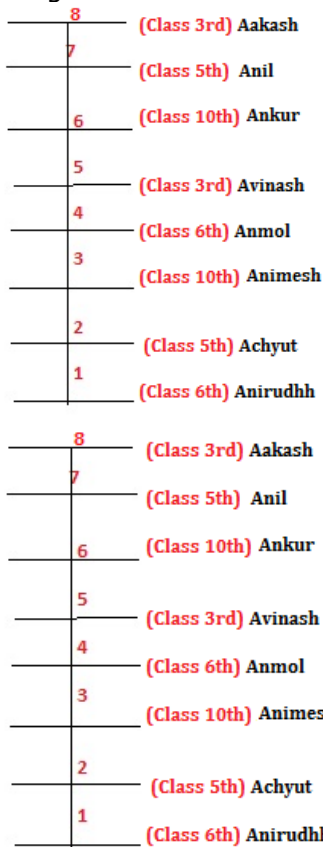 8
(Class 3rd) Aakash
7
(Class 5th) Anil
6
(Class 10th) Ankur
5
(Class 3rd) Avinash
4
(Class 6th) Anmol
3
(Class 10th) Animesh
2
(Class 5th) Achyut
1
(Class 6th) Anirudhh
8
(Class 3rd) Aakash
7
(Class 5th) Anil
6
(Class 10th) Ankur
5
(Class 3rd) Avinash
4
(Class 6th) Anmol
3
(Class 10th) Animes
2
(Class 5th) Achyut
1
(Class 6th) Anirudhh